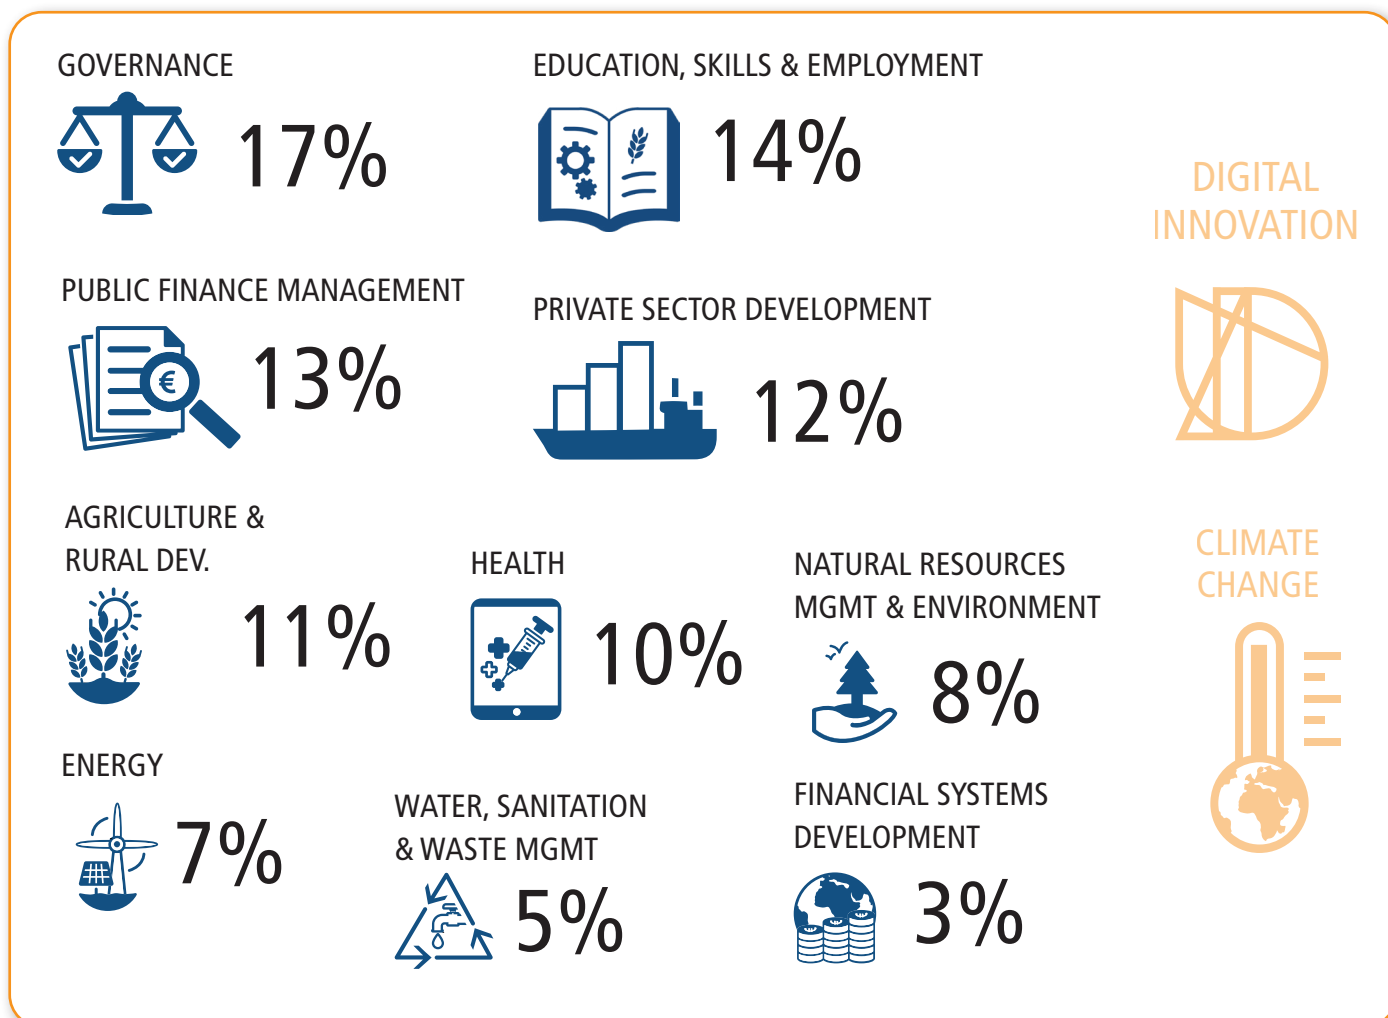 GOVERNANCE
17%
EDUCATION, SKILLS & EMPLOYMENT
14%
PUBLIC FINANCE MANAGEMENT
€
13%
PRIVATE SECTOR DEVELOPMENT
12%
AGRICULTURE &
RURAL DEV.
11%
HEALTH
10%
NATURAL RESOURCES
MGMT & ENVIRONMENT
8%
ENERGY
7%
WATER, SANITATION
& WASTE MGMT
5%
FINANCIAL SYSTEMS
DEVELOPMENT
3%
DIGITAL
INNOVATION
CLIMATE
CHANGE